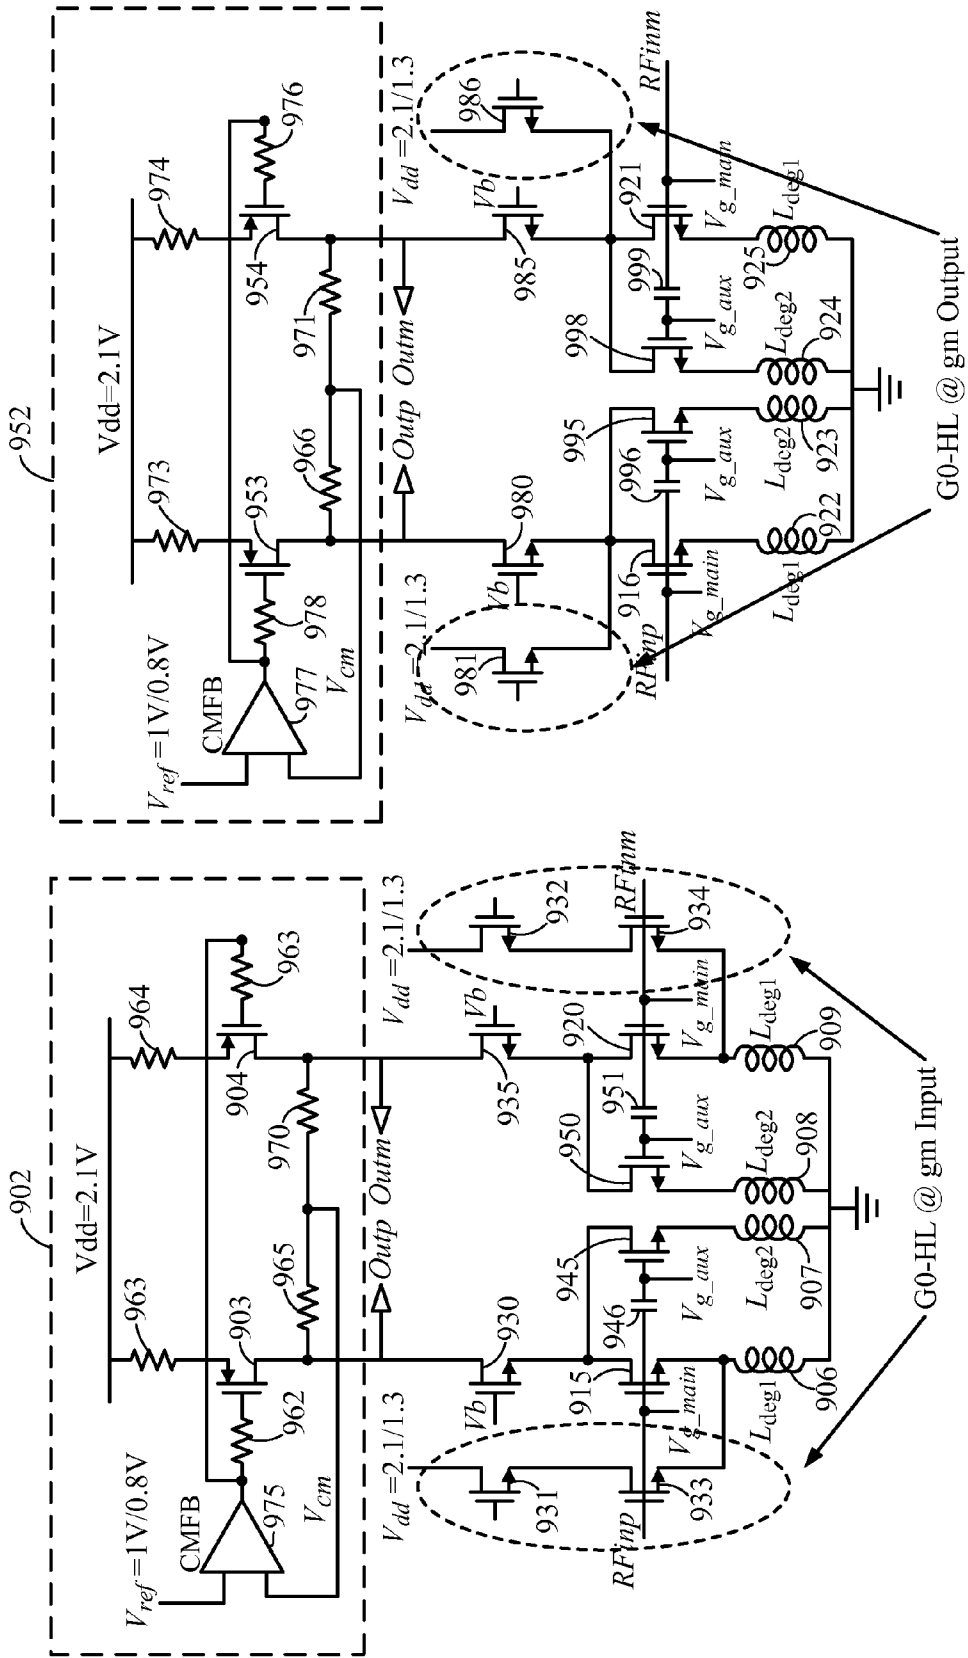 902
Vdd=2.1V
963
964
Vref=1V/0.8V
CMFB
975
962
903
904
963
965
970
Vcm
Outp
Outm
Vdd=2.1/1.3
Vdd=2.1/1.3
Vb
930
Vb
935
931
932
RFinp
RFinm
933
934
915
920
945
946
950
951
Vg_main
Vg_aux
Vg_aux
Vg_main
Ldeg1
906
Ldeg2
907
Ldeg2
908
Ldeg1
909
G0-HL @ gm Input
952
Vdd=2.1V
973
974
Vref=1V/0.8V
CMFB
977
978
953
954
976
966
971
Vcm
Outp
Outm
Vdd=2.1/1.3
Vdd=2.1/1.3
981
986
Vb
980
Vb
985
RFinp
RFinm
916
921
995
996
998
999
Vg_main
Vg_aux
Vg_aux
Vg_main
Ldeg1
922
Ldeg2
923
Ldeg2
924
Ldeg1
925
G0-HL @ gm Output